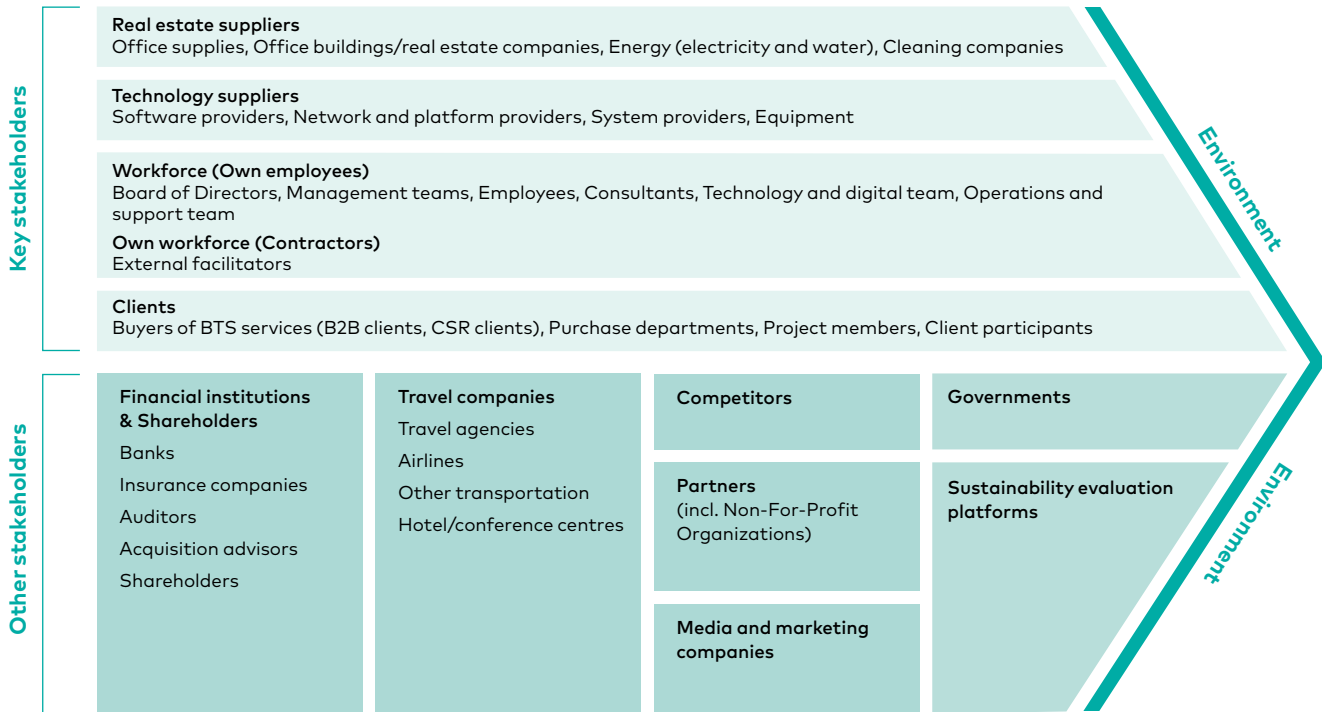 Key stakeholders
Real estate suppliers
Office supplies, Office buildings/real estate companies, Energy (electricity and water), Cleaning companies
Technology suppliers
Software providers, Network and platform providers, System providers, Equipment
Workforce (Own employees)
Board of Directors, Management teams, Employees, Consultants, Technology and digital team, Operations and
support team
Own workforce (Contractors)
External facilitators
Clients
Buyers of BTS services (B2B clients, CSR clients), Purchase departments, Project members, Client participants
Environment
Other stakeholders
Financial institutions
& Shareholders
Banks
Insurance companies
Auditors
Acquisition advisors
Shareholders
Travel companies
Travel agencies
Airlines
Other transportation
Hotel/conference centres
Competitors
Partners
(incl. Non-For-Profit
Organizations)
Media and marketing
companies
Governments
Sustainability evaluation
platforms
Environment